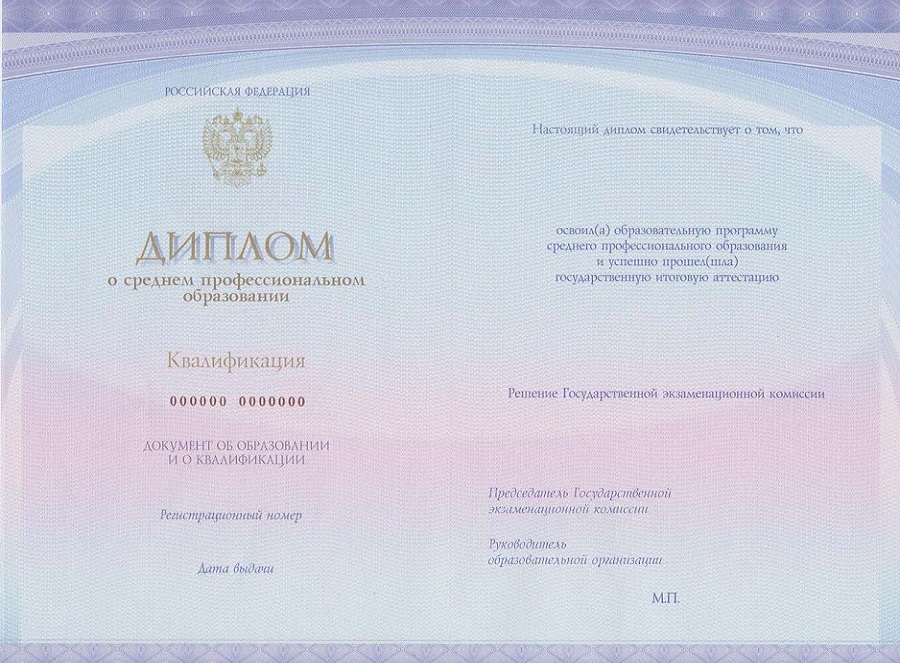 РОССИЙСКАЯ ФЕДЕРАЦИЯ
ДИПЛОМ
о среднем профессиональном
образовании
Квалификация
000000 0000000
ДОКУМЕНТ ОБ ОБРАЗОВАНИИ
И О КВАЛИФИКАЦИИ
Регистрационный номер
Дата выдачи
Настоящий диплом свидетельствует о том, что
освоил(а) образовательную программу
среднего профессионального образования
и успешно прошел(шла)
государственную итоговую аттестацию
Решение Государственной экзаменационной комиссии
Председатель Государственной
экзаменационной комиссии
Руководитель
образовательной организации
М.П.